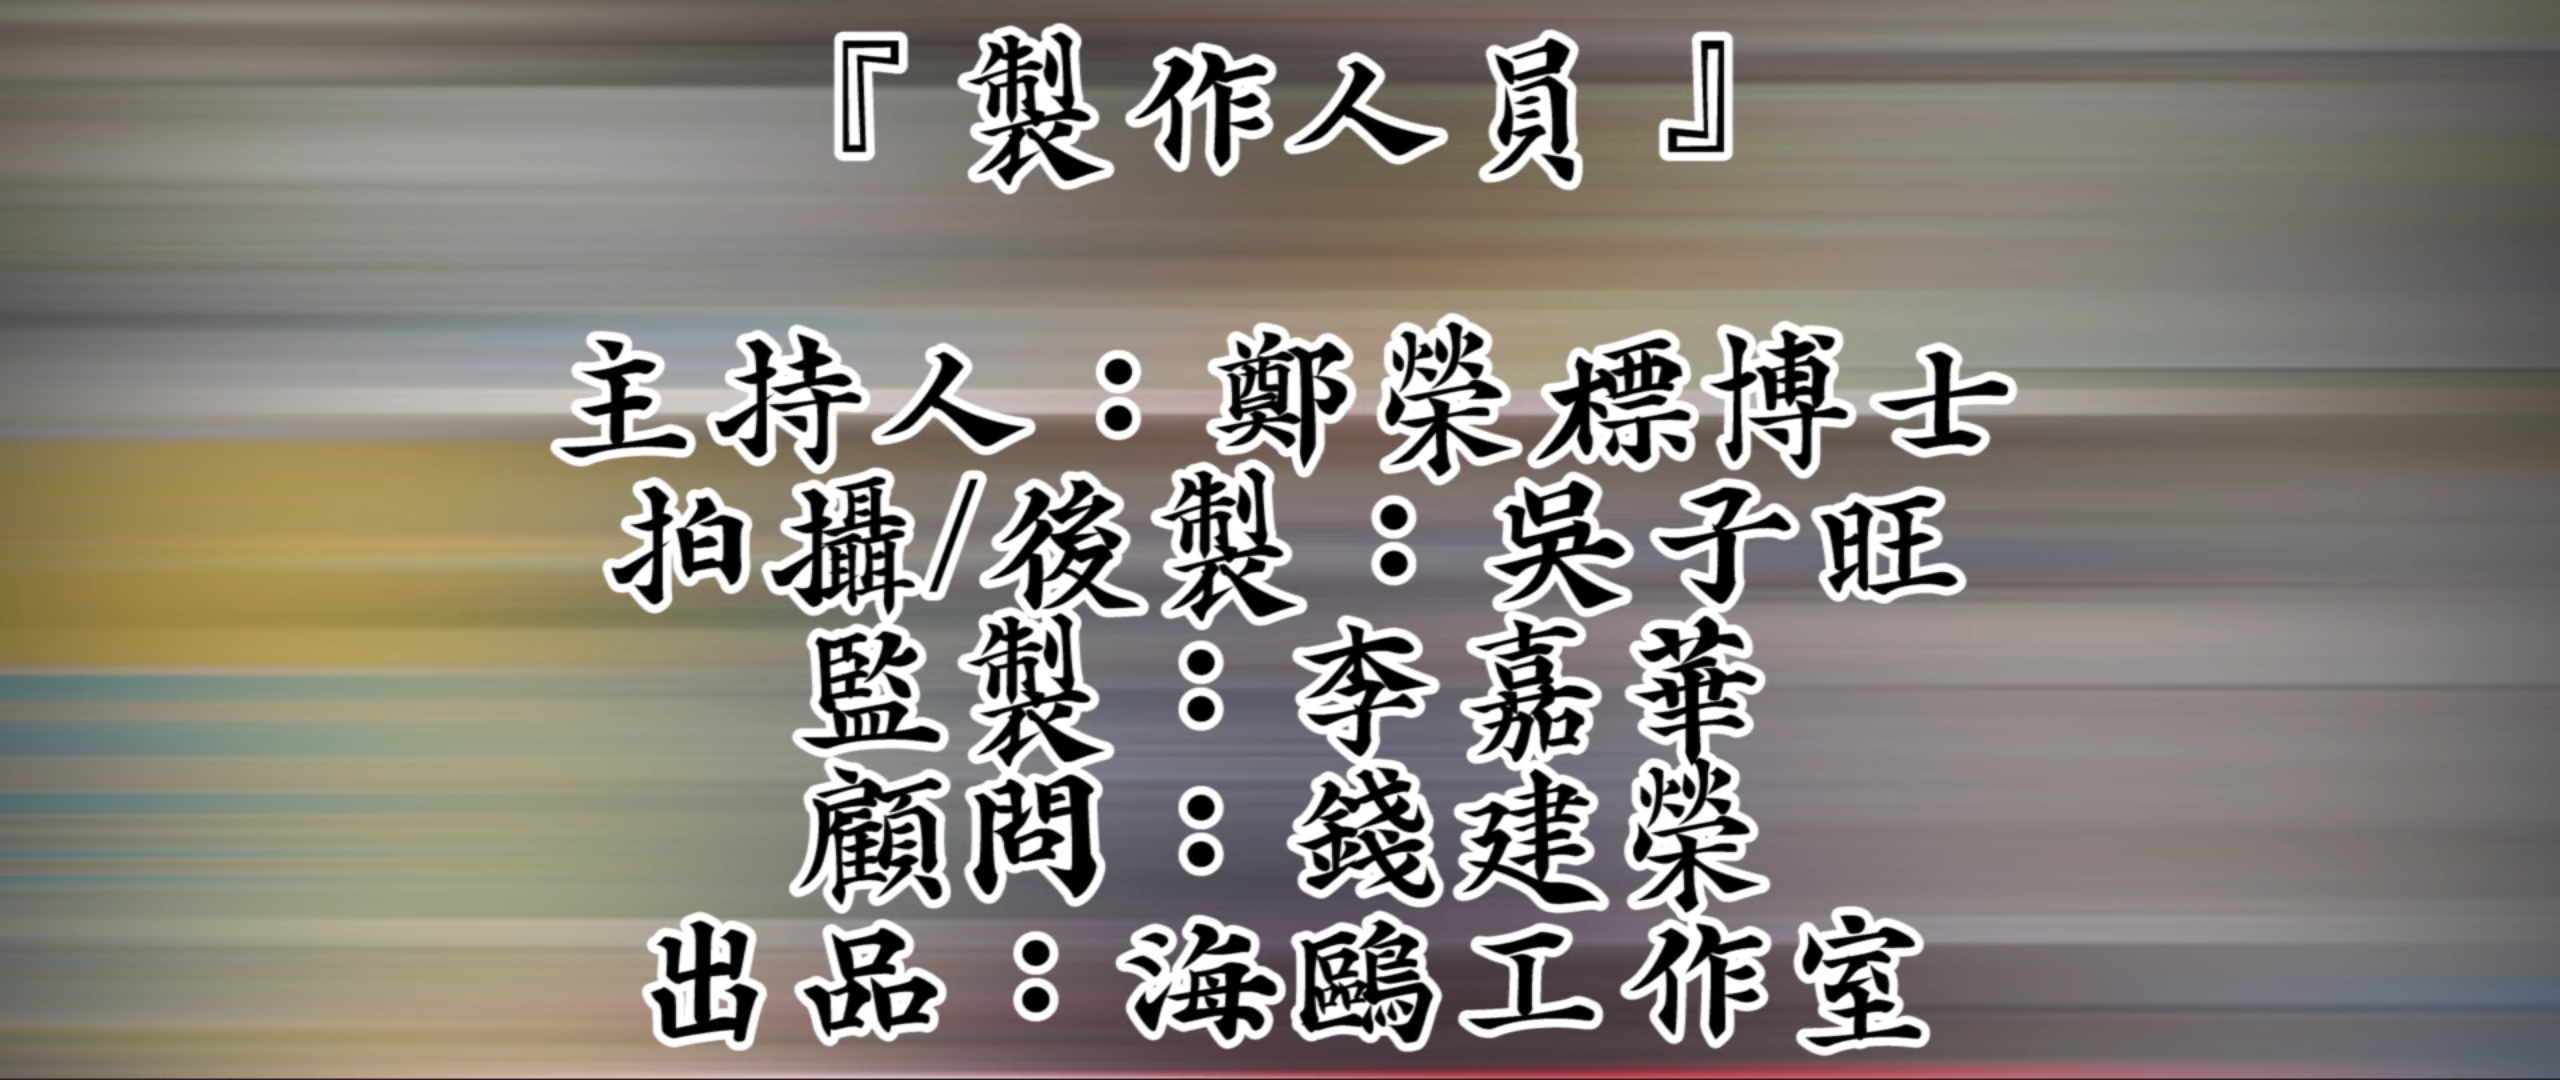 『製作人員』
主持人：鄭榮標博士
拍攝/後製：吳子旺
監製：李嘉華
顧問：錢建榮
出品：海鷗工作室